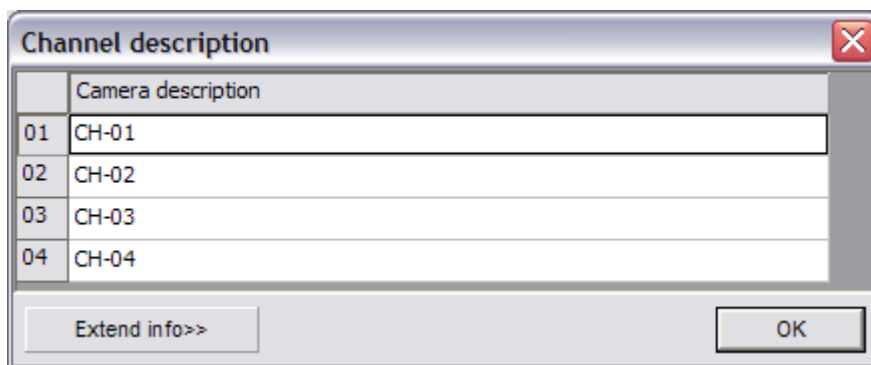 Channel description
Camera description
01 CH-01
02 CH-02
03 CH-03
04 CH-04
Extend info>> OK